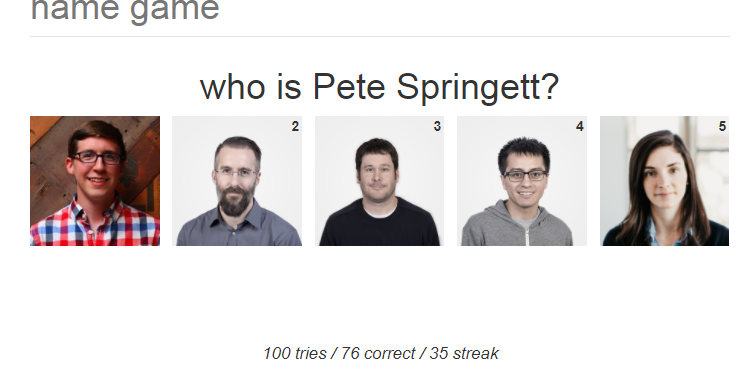 name game
who is Pete Springett?
2 3 4 5
100 tries / 76 correct / 35 streak